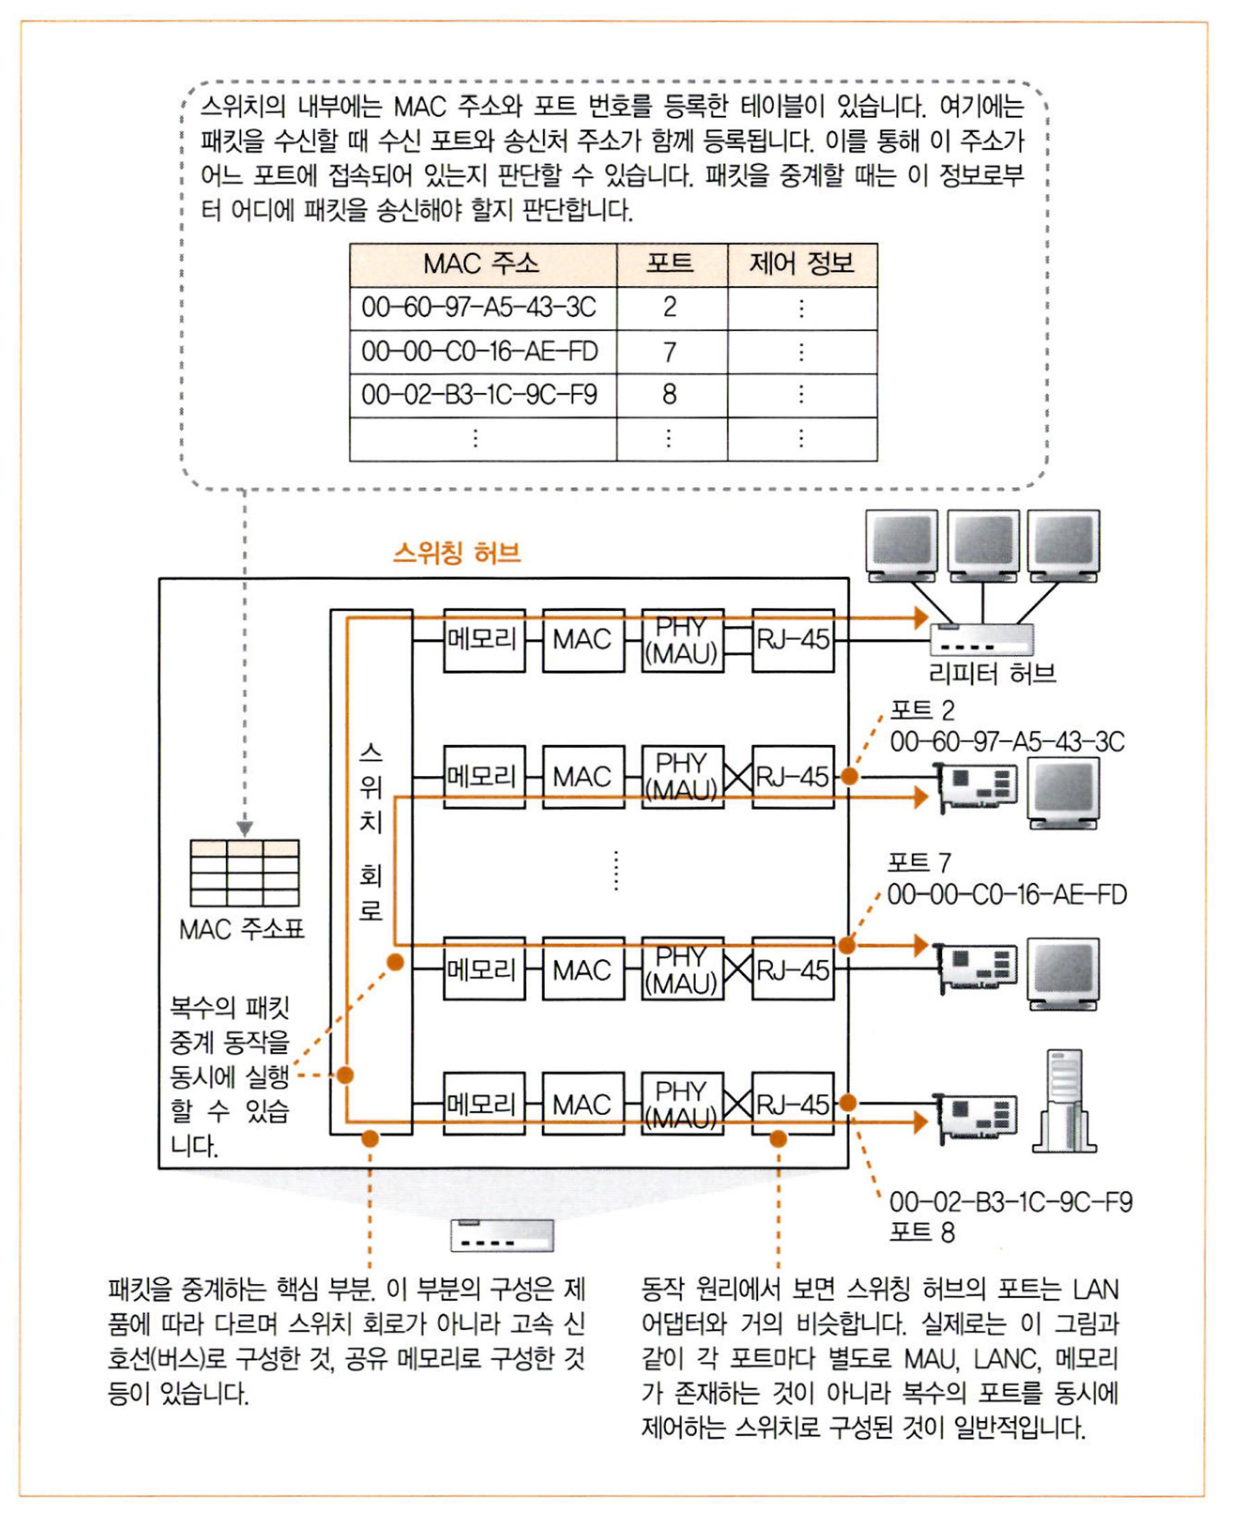 스위치의 내부에는 MAC 주소와 포트 번호를 등록한 테이블이 있습니다. 여기에는
패킷을 수신할 때 수신 포트와 송신처 주소가 함께 등록됩니다. 이를 통해 이 주소가
어느 포트에 접속되어 있는지 판단할 수 있습니다. 패킷을 중계할 때는 이 정보로부
터 어디에 패킷을 송신해야 할지 판단합니다.
MAC 주소 포트 제어 정보
00-60-97-A5-43-3C 2 ⋮
00-00-C0-16-AE-FD 7 ⋮
00-02-B3-1C-9C-F9 8 ⋮
⋮ ⋮ ⋮
스위칭 허브
메모리 MAC PHY (MAU) RJ-45
리피터 허브
포트 2
00-60-97-A5-43-3C
메모리 MAC PHY (MAU) RJ-45
스위치 회로
포트 7
00-00-C0-16-AE-FD
MAC 주소표
메모리 MAC PHY (MAU) RJ-45
복수의 패킷
중계 동작을
동시에 실행
할 수 있습
니다.
메모리 MAC PHY (MAU) RJ-45
00-02-B3-1C-9C-F9
포트 8
패킷을 중계하는 핵심 부분. 이 부분의 구성은 제
품에 따라 다르며 스위치 회로가 아니라 고속 신
호선(버스)로 구성한 것, 공유 메모리로 구성한 것
등이 있습니다.
동작 원리에서 보면 스위칭 허브의 포트는 LAN
어댑터와 거의 비슷합니다. 실제로는 이 그림과
같이 각 포트마다 별도로 MAU, LANC, 메모리
가 존재하는 것이 아니라 복수의 포트를 동시에
제어하는 스위치로 구성된 것이 일반적입니다.